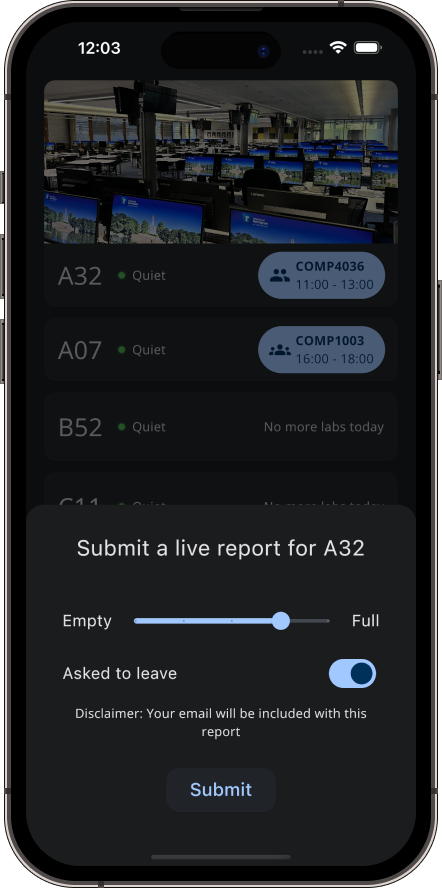 12:03
A32
Quiet
COMP4036
11:00 - 13:00
A07
Quiet
COMP1003
16:00 - 18:00
B52
Quiet
No more labs today
C11
Quiet
No more labs today
Submit a live report for A32
Empty
Full
Asked to leave
Disclaimer: Your email will be included with this
report
Submit